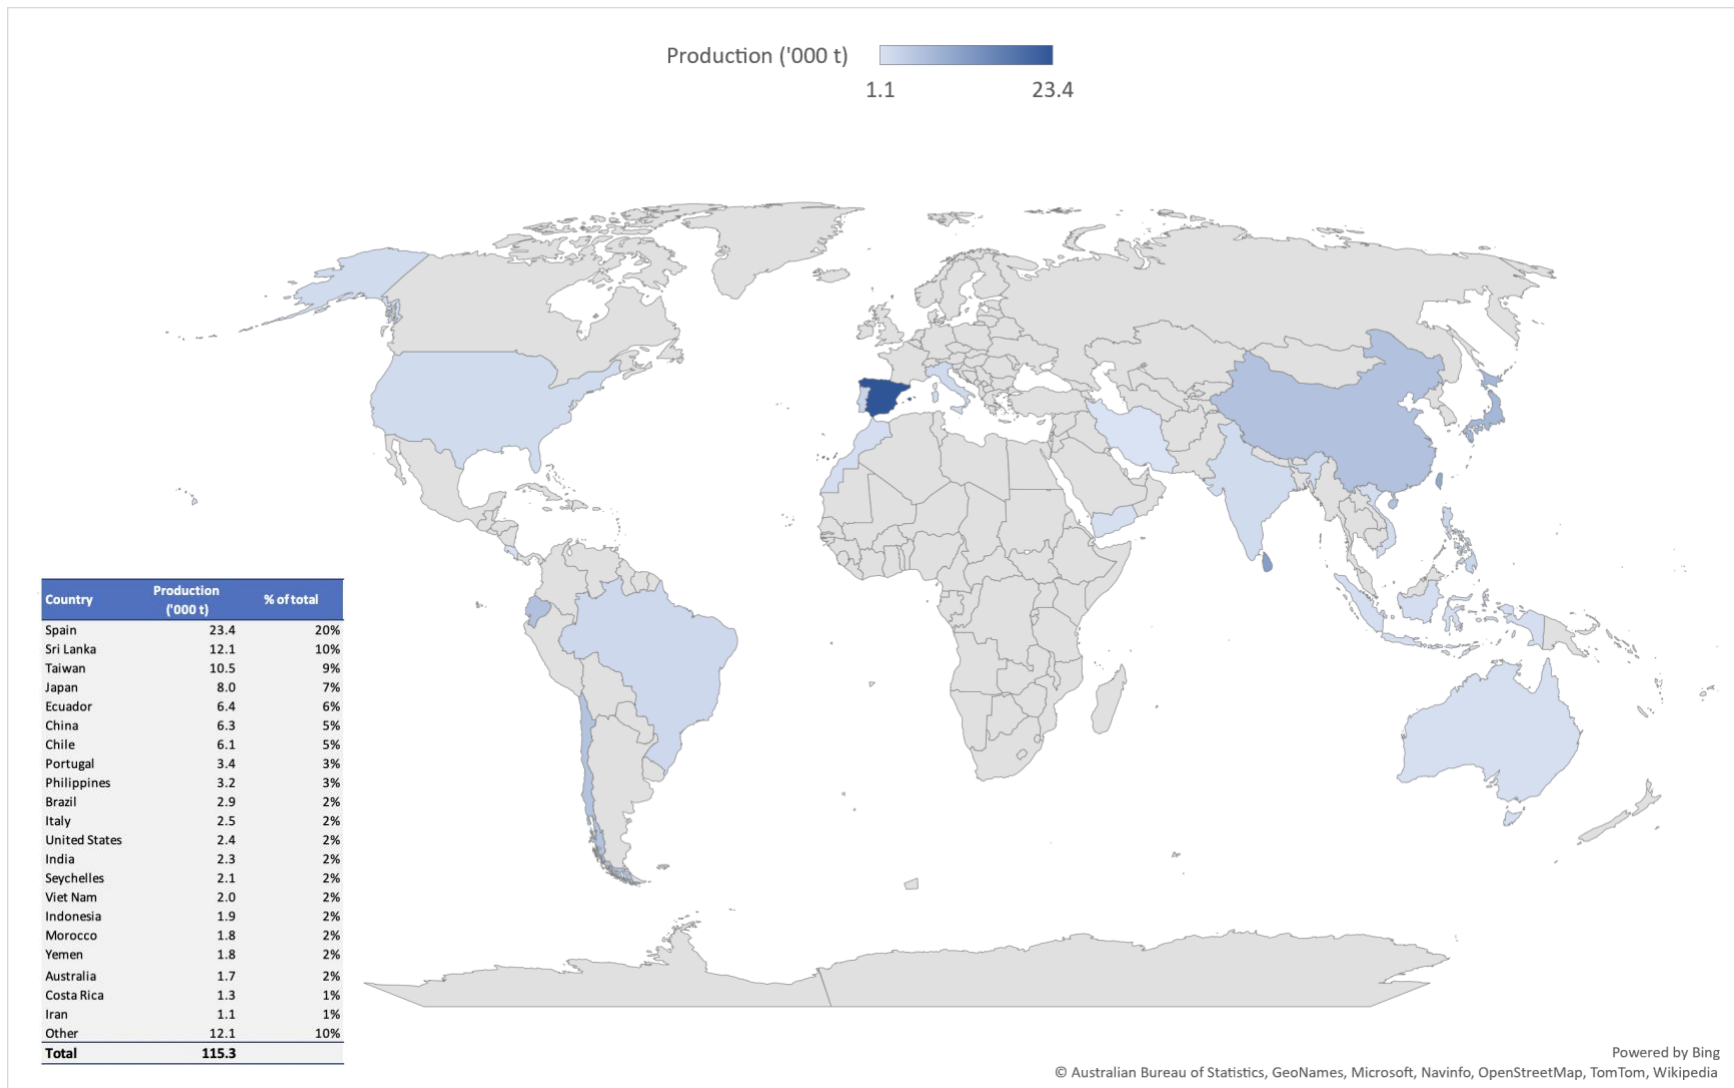 Production ('000 t)
1.1 23.4
Country Production ('000 t) % of total
Spain 23.4 20%
Sri Lanka 12.1 10%
Taiwan 10.5 9%
Japan 8.0 7%
Ecuador 6.4 6%
China 6.3 5%
Chile 6.1 5%
Portugal 3.4 3%
Philippines 3.2 3%
Brazil 2.9 2%
Italy 2.5 2%
United States 2.4 2%
India 2.3 2%
Seychelles 2.1 2%
Viet Nam 2.0 2%
Indonesia 1.9 2%
Morocco 1.8 2%
Yemen 1.8 2%
Australia 1.7 2%
Costa Rica 1.3 1%
Iran 1.1 1%
Other 12.1 10%
Total 115.3
Powered by Bing
© Australian Bureau of Statistics, GeoNames, Microsoft, Navinfo, OpenStreetMap, TomTom, Wikipedia